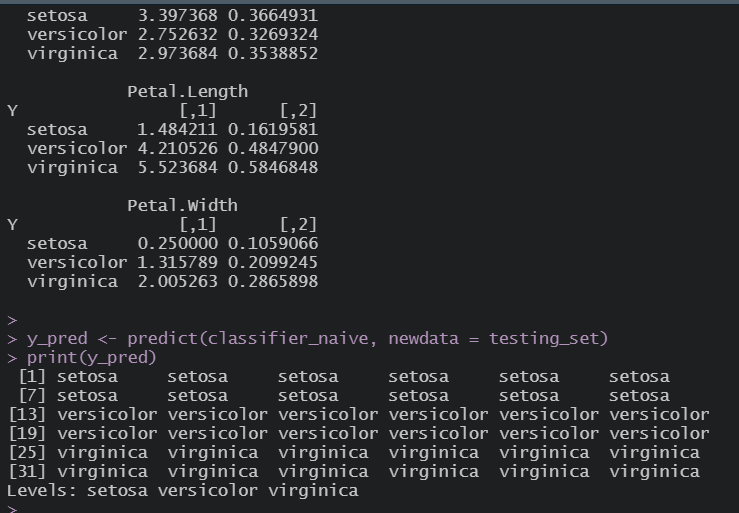 setosa     3.397368 0.3664931
  versicolor 2.752632 0.3269324
  virginica  2.973684 0.3538852

            Petal.Length
Y                [,1]      [,2]
  setosa     1.484211 0.1619581
  versicolor 4.210526 0.4847900
  virginica  5.523684 0.5846848

            Petal.Width
Y                [,1]      [,2]
  setosa     0.250000 0.1059066
  versicolor 1.315789 0.2099245
  virginica  2.005263 0.2865898

>
> y_pred <- predict(classifier_naive, newdata = testing_set)
> print(y_pred)
 [1] setosa     setosa     setosa     setosa     setosa     setosa
 [7] setosa     setosa     setosa     setosa     setosa     setosa
[13] versicolor versicolor versicolor versicolor versicolor versicolor
[19] versicolor versicolor versicolor versicolor versicolor versicolor
[25] virginica  virginica  virginica  virginica  virginica  virginica
[31] virginica  virginica  virginica  virginica  virginica  virginica
Levels: setosa versicolor virginica
>